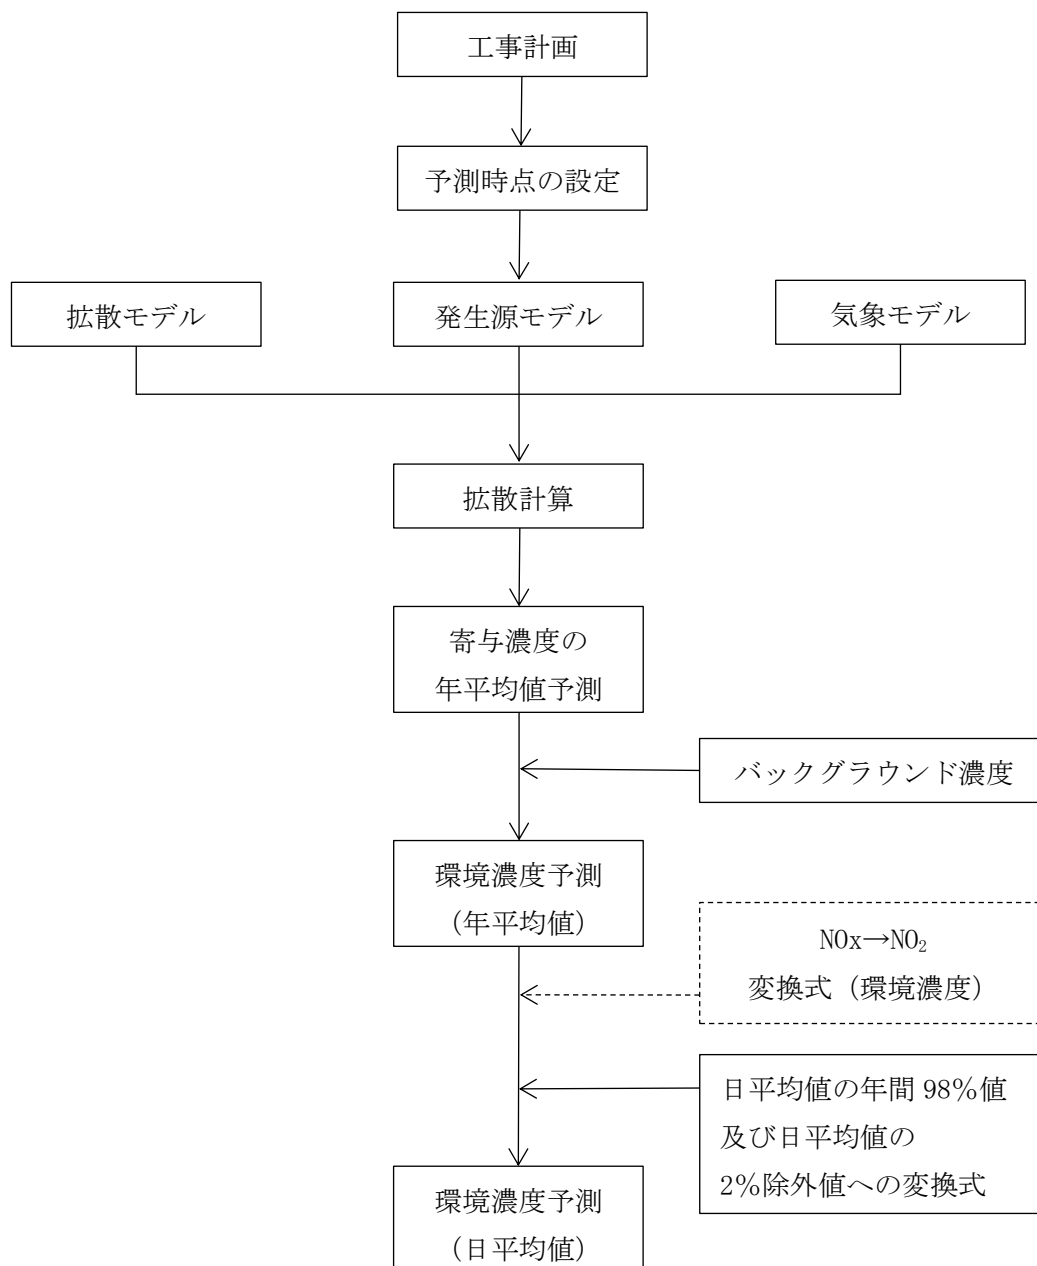 工事計画
予測時点の設定
拡散モデル
発生源モデル
気象モデル
拡散計算
寄与濃度の
年平均値予測
バックグラウンド濃度
環境濃度予測
（年平均値）
NOx→NO₂
変換式（環境濃度）
日平均値の年間 98％値
及び日平均値の
2％除外値への変換式
環境濃度予測
（日平均値）